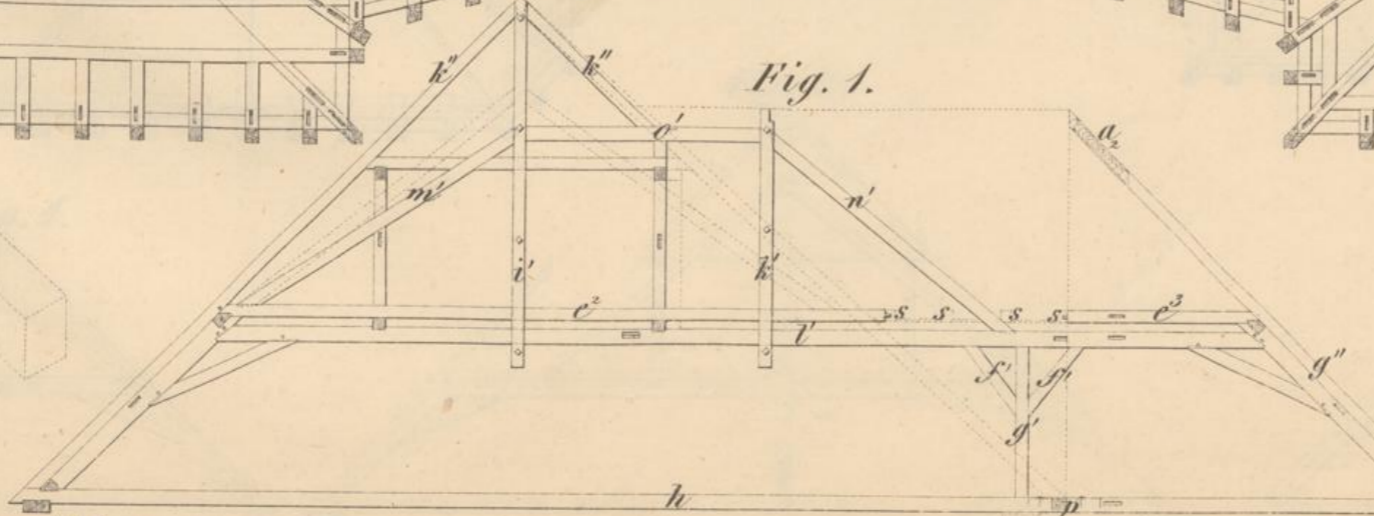 Fig. 1.
k" k"
a₂
o'
m' n'
i' k'
e² s s s s e³
l'
f' f' g"
g'
h p